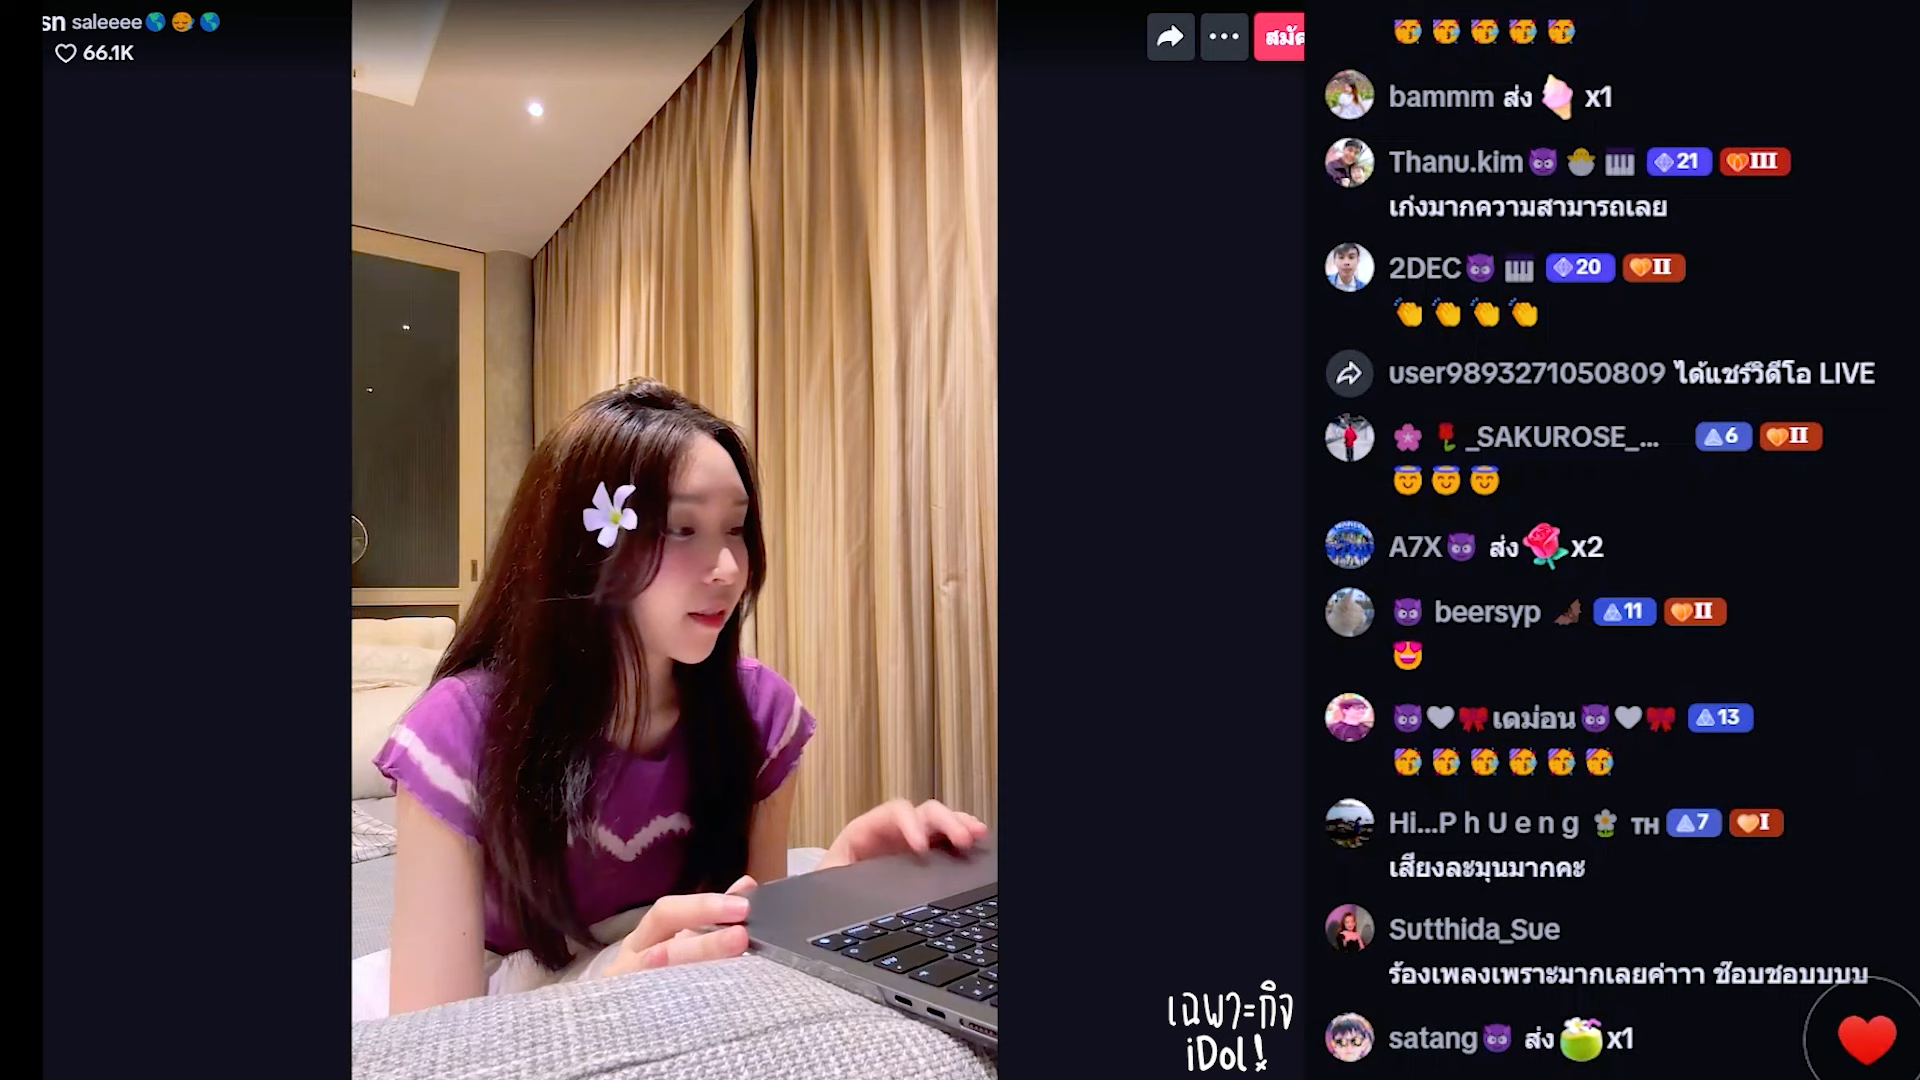 sn saleeee
66.1K
สมัค
bammm ส่ง x1
Thanu.kim 21 III
เก่งมากความสามารถเลย
2DEC 20 II
user9893271050809 ได้แชร์วิดีโอ LIVE
_SAKUROSE_... 6 II
A7X ส่ง x2
beersyp 11 II
เดม่อน 13
Hi...P h U e n g TH 7 I
เสียงละมุนมากคะ
Sutthida_Sue
ร้องเพลงเพราะมากเลยค่าาา ช๊อบชอบบบบ
satang ส่ง x1
เฉพาะกิจ
iDol!